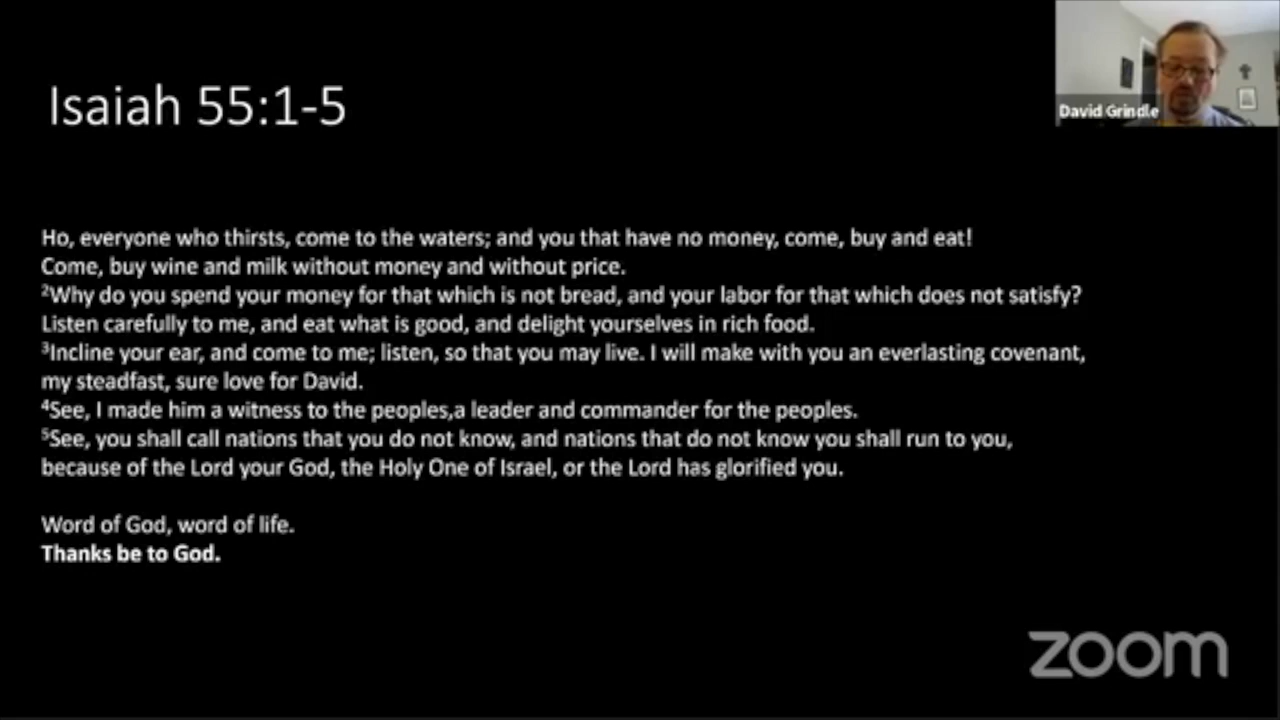 Isaiah 55:1-5
David Grindle
Ho, everyone who thirsts, come to the waters; and you that have no money, come, buy and eat!
Come, buy wine and milk without money and without price.
²Why do you spend your money for that which is not bread, and your labor for that which does not satisfy?
Listen carefully to me, and eat what is good, and delight yourselves in rich food.
³Incline your ear, and come to me; listen, so that you may live. I will make with you an everlasting covenant,
my steadfast, sure love for David.
⁴See, I made him a witness to the peoples,a leader and commander for the peoples.
⁵See, you shall call nations that you do not know, and nations that do not know you shall run to you,
because of the Lord your God, the Holy One of Israel, or the Lord has glorified you.
Word of God, word of life.
Thanks be to God.
zoom